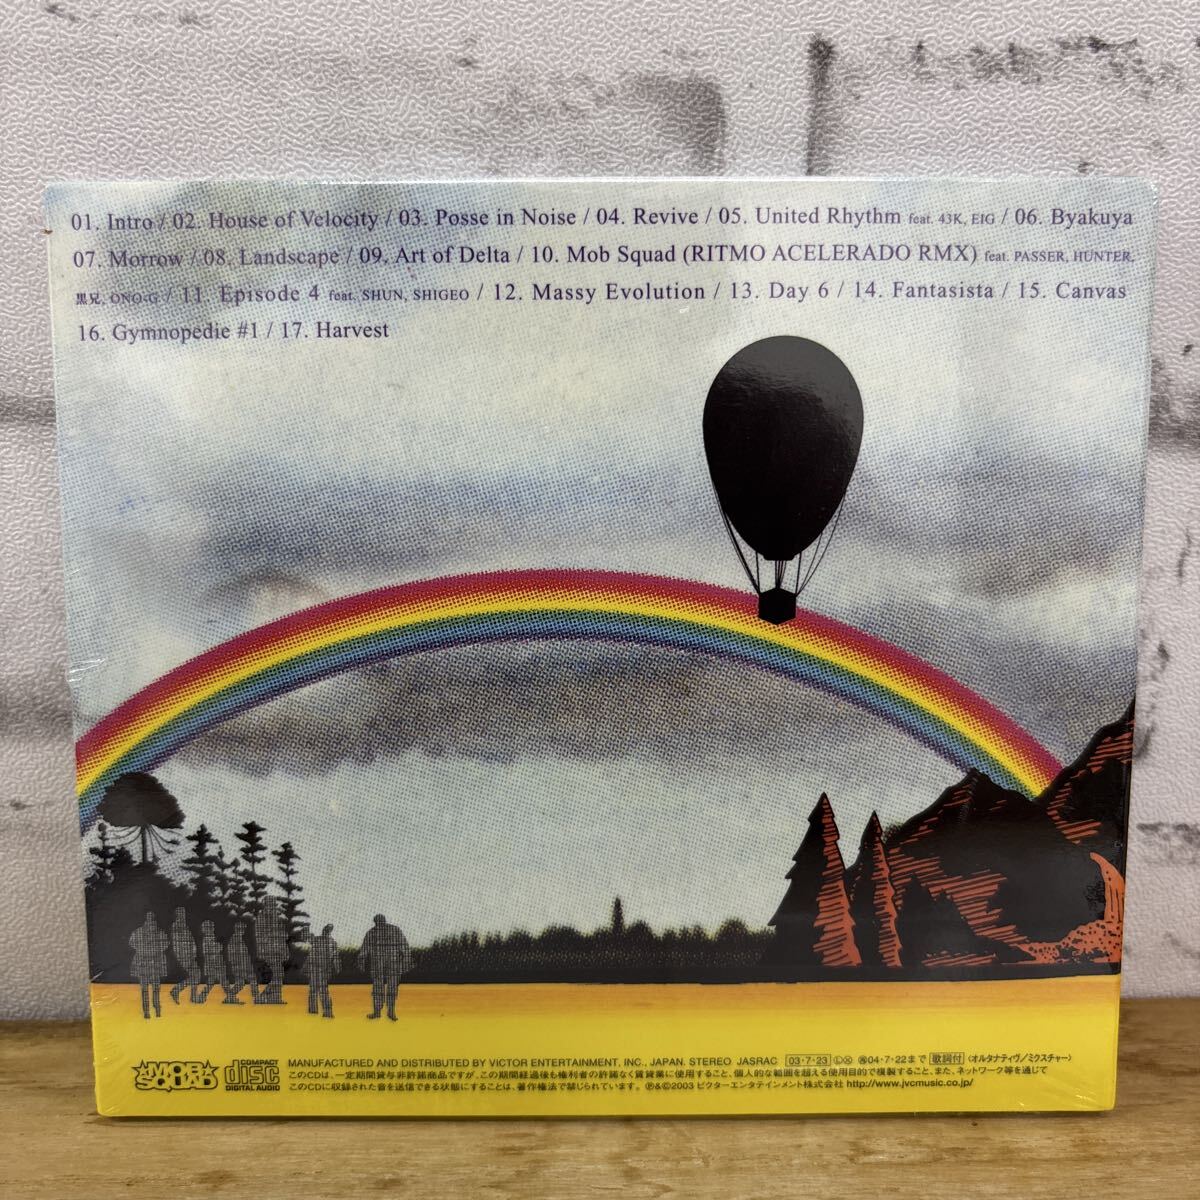 01. Intro / 02. House of Velocity / 03. Posse in Noise / 04. Revive / 05. United Rhythm feat. 43K, EIG / 06. Byakuya
07. Morrow / 08. Landscape / 09. Art of Delta / 10. Mob Squad (RITMO ACELERADO RMX) feat. PASSER, HUNTER,
黒兄, ONO-G / 11. Episode 4 feat. SHUN, SHIGEO / 12. Massy Evolution / 13. Day 6 / 14. Fantasista / 15. Canvas
16. Gymnopedie #1 / 17. Harvest
MOB SQUAD
COMPACT disc DIGITAL AUDIO
MANUFACTURED AND DISTRIBUTED BY VICTOR ENTERTAINMENT, INC., JAPAN. STEREO JASRAC 03・7・23 Ⓛ Ⓧ ㊢04・7・22まで 歌詞付 〈オルタナティヴ/ミクスチャー〉
このCDは、一定期間貸与非許諾商品ですが、この期間経過後も権利者の許諾なく賃貸業に使用すること、個人的な範囲を超える使用目的で複製すること、また、ネットワーク等を通じて
このCDに収録された音を送信できる状態にすることは、著作権法で禁じられています。 ℗&©2003 ビクターエンタテインメント株式会社 http://www.jvcmusic.co.jp/